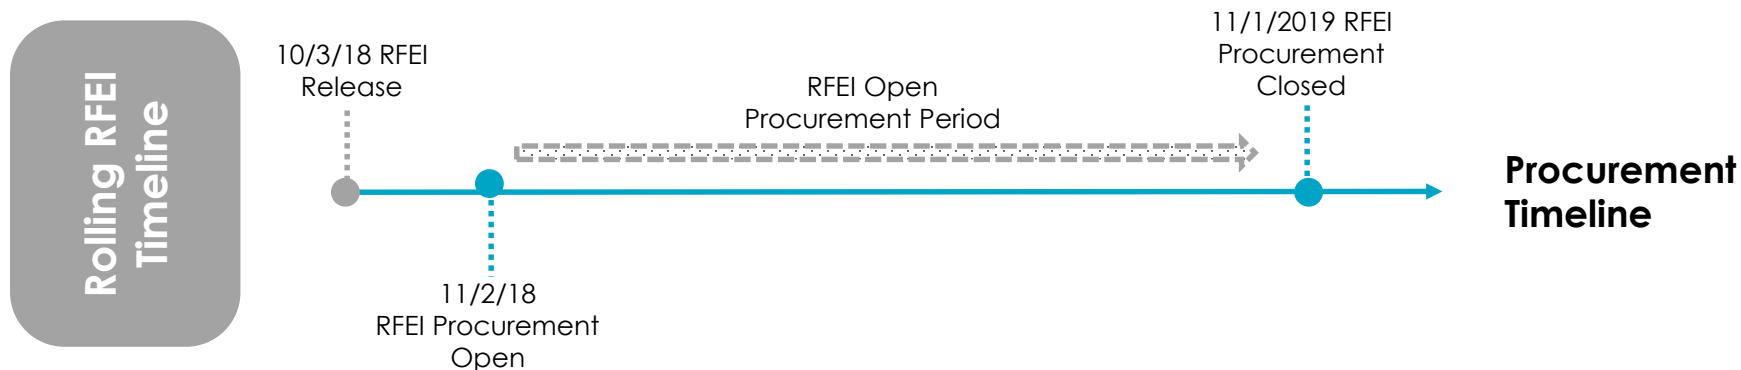 Rolling RFEI
Timeline
10/3/18 RFEI
Release
11/2/18
RFEI Procurement
Open
RFEI Open
Procurement Period
11/1/2019 RFEI
Procurement
Closed
Procurement
Timeline